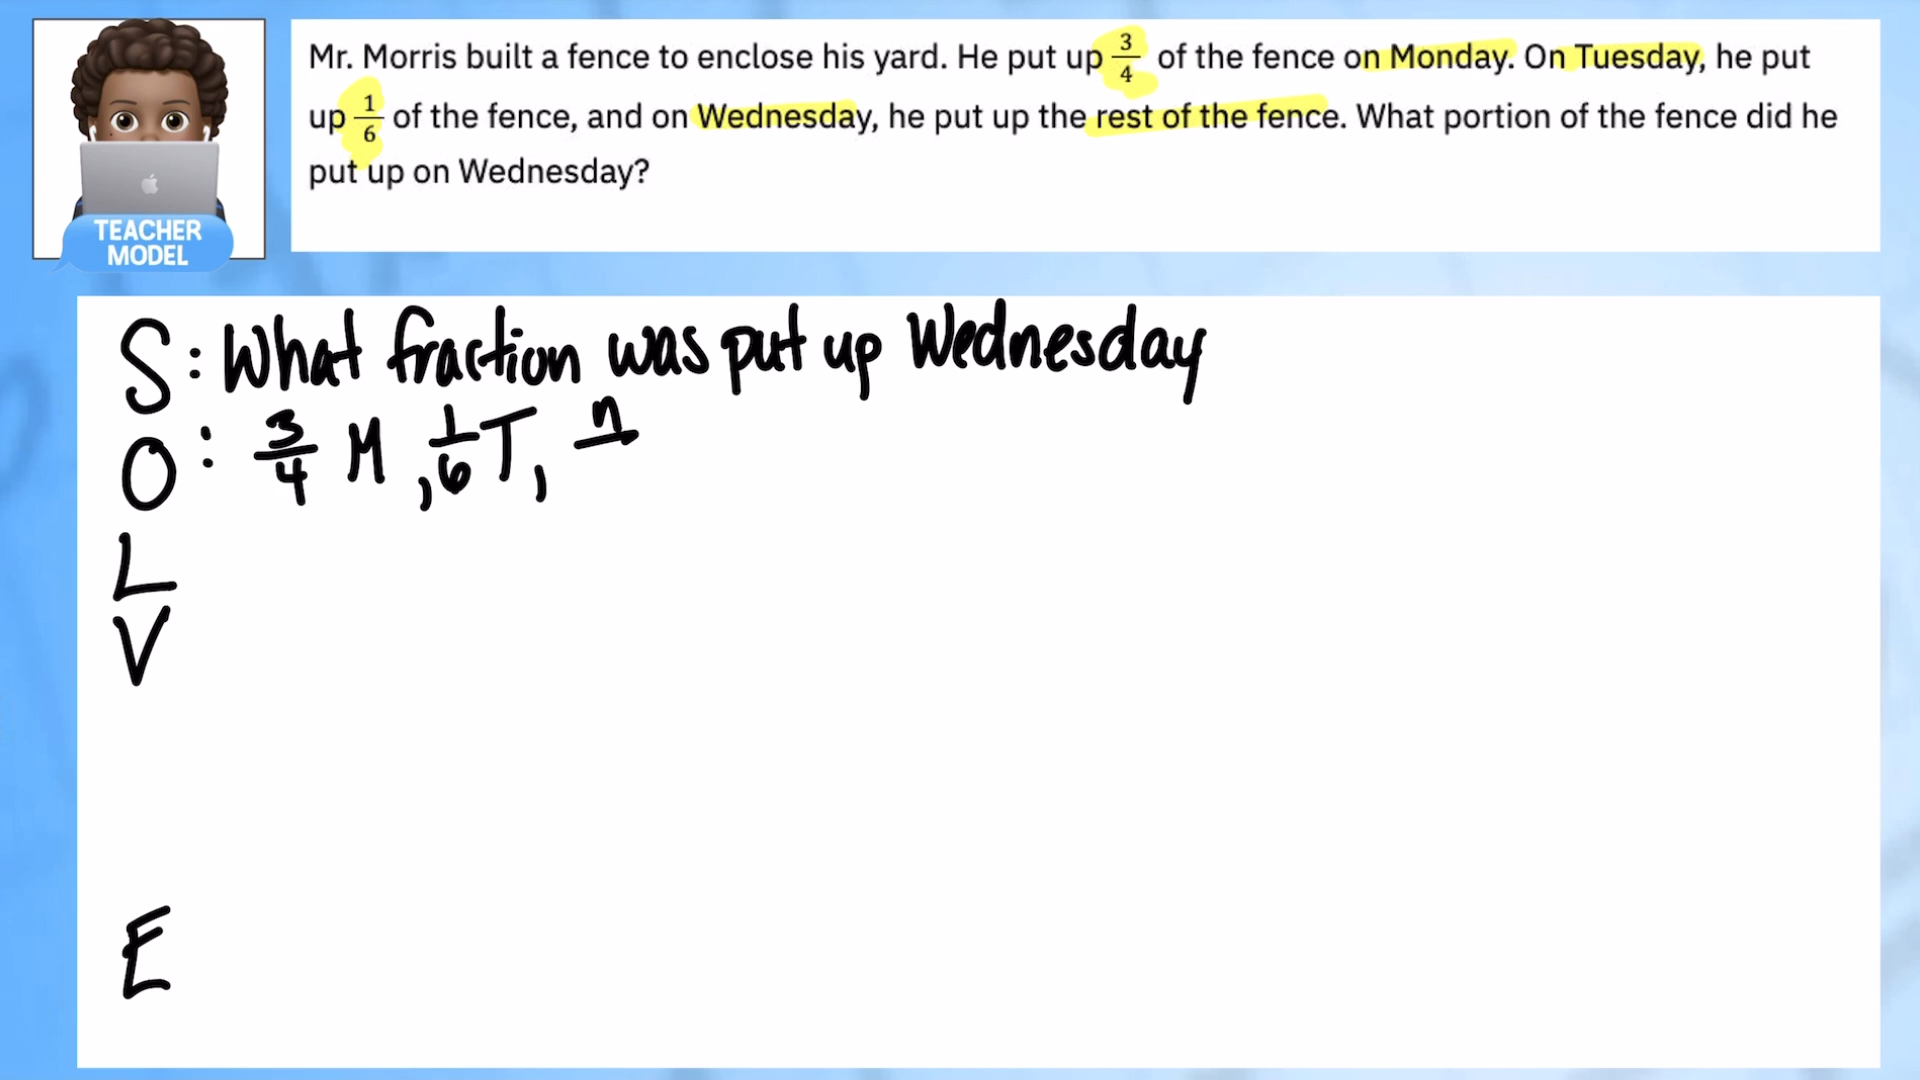 TEACHER
MODEL
Mr. Morris built a fence to enclose his yard. He put up 3/4 of the fence on Monday. On Tuesday, he put
up 1/6 of the fence, and on Wednesday, he put up the rest of the fence. What portion of the fence did he
put up on Wednesday?
S: What fraction was put up Wednesday
O: 3/4 M, 1/6 T, n
L
V
E